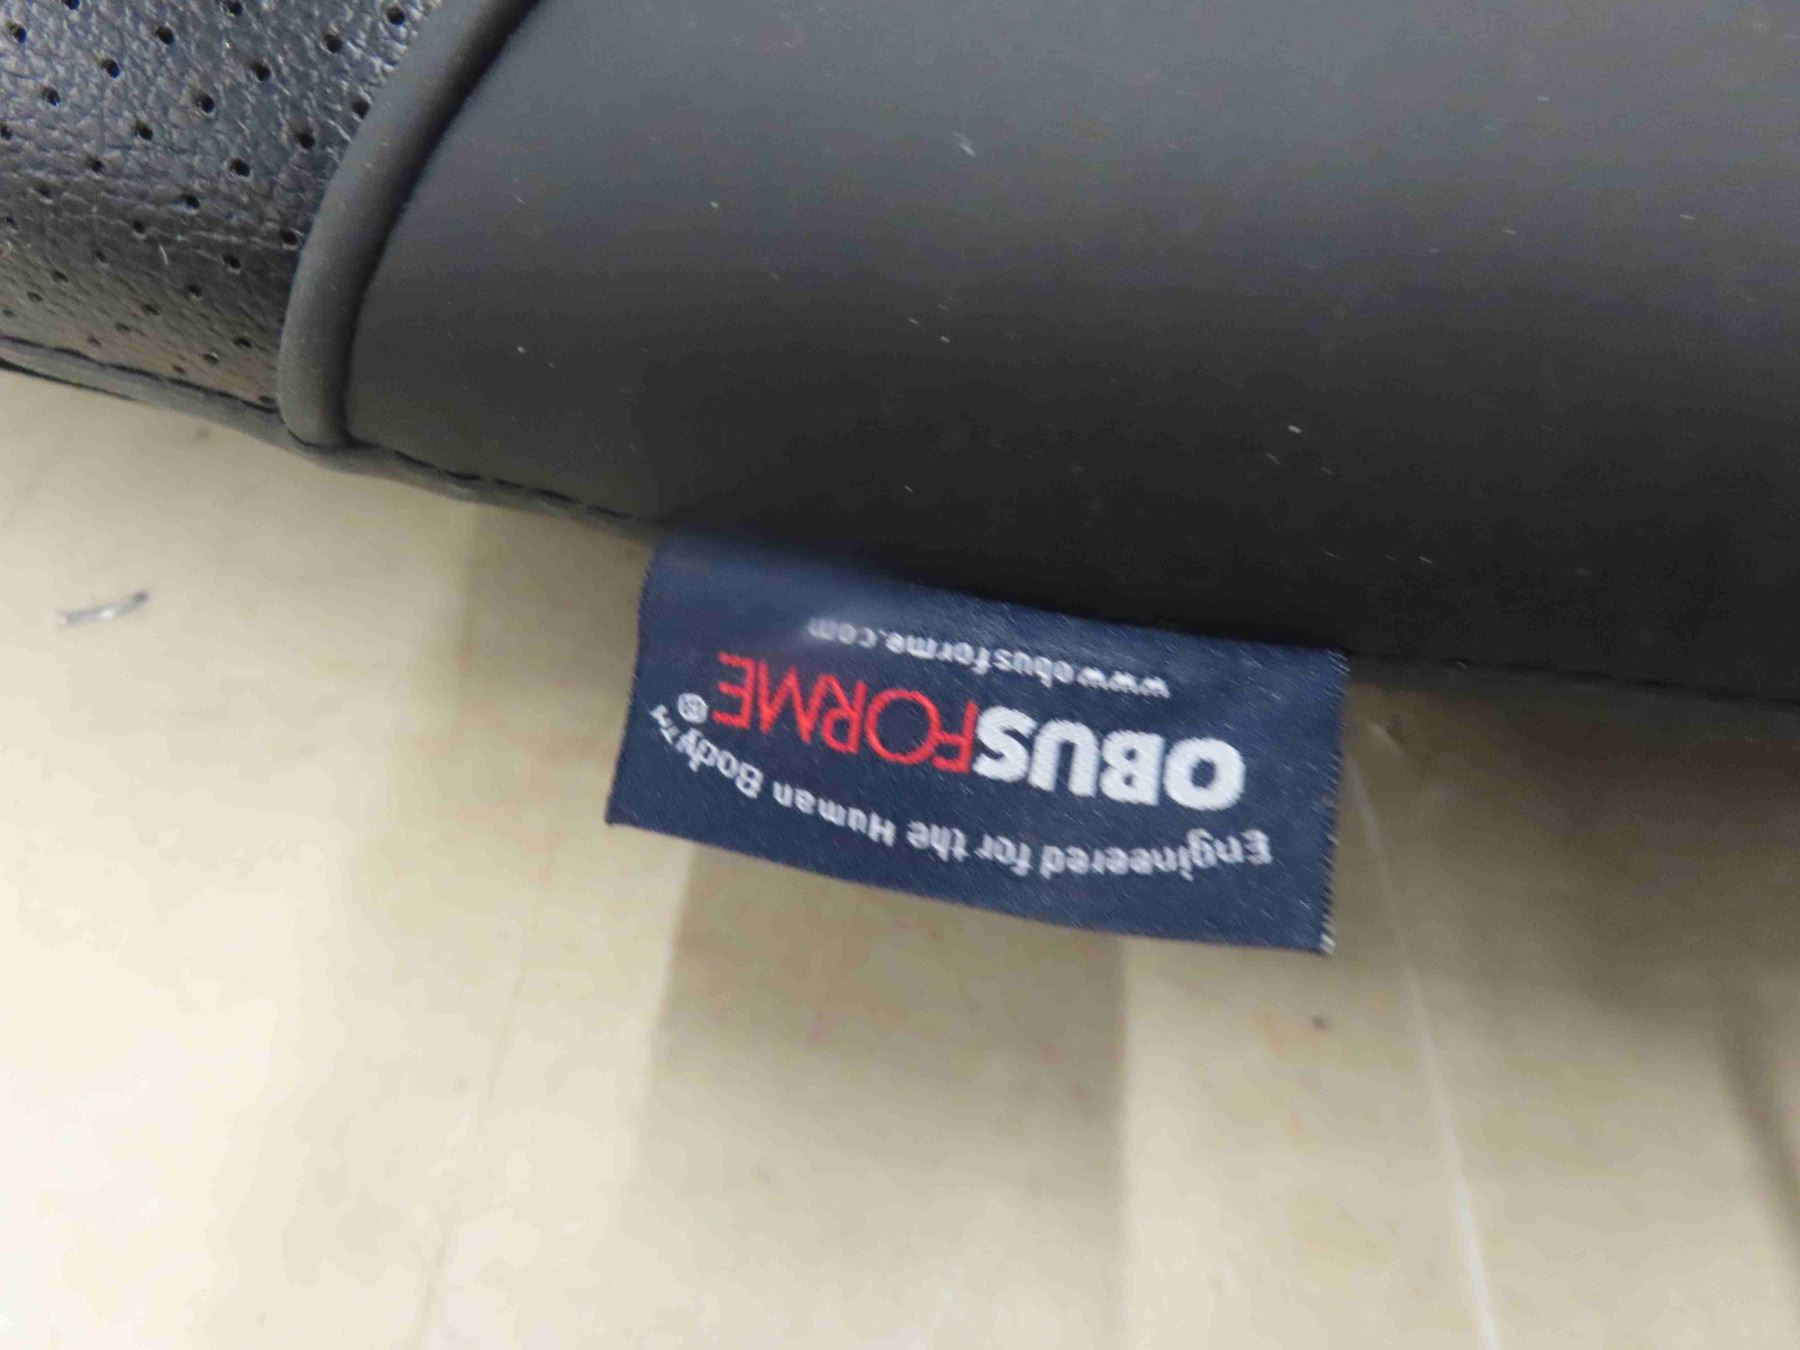 Engineered for the Human Body™
OBUSFORME®
www.obusforme.com